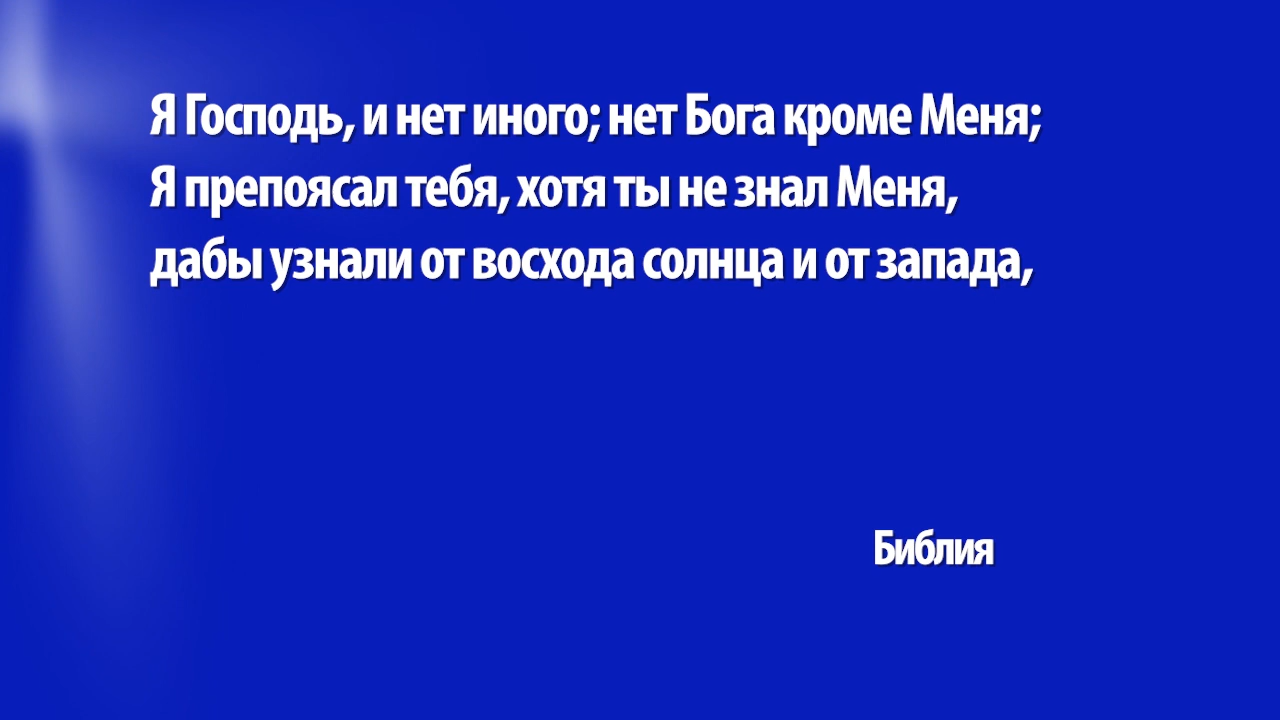 Я Господь, и нет иного; нет Бога кроме Меня;
Я препоясал тебя, хотя ты не знал Меня,
дабы узнали от восхода солнца и от запада,
Библия